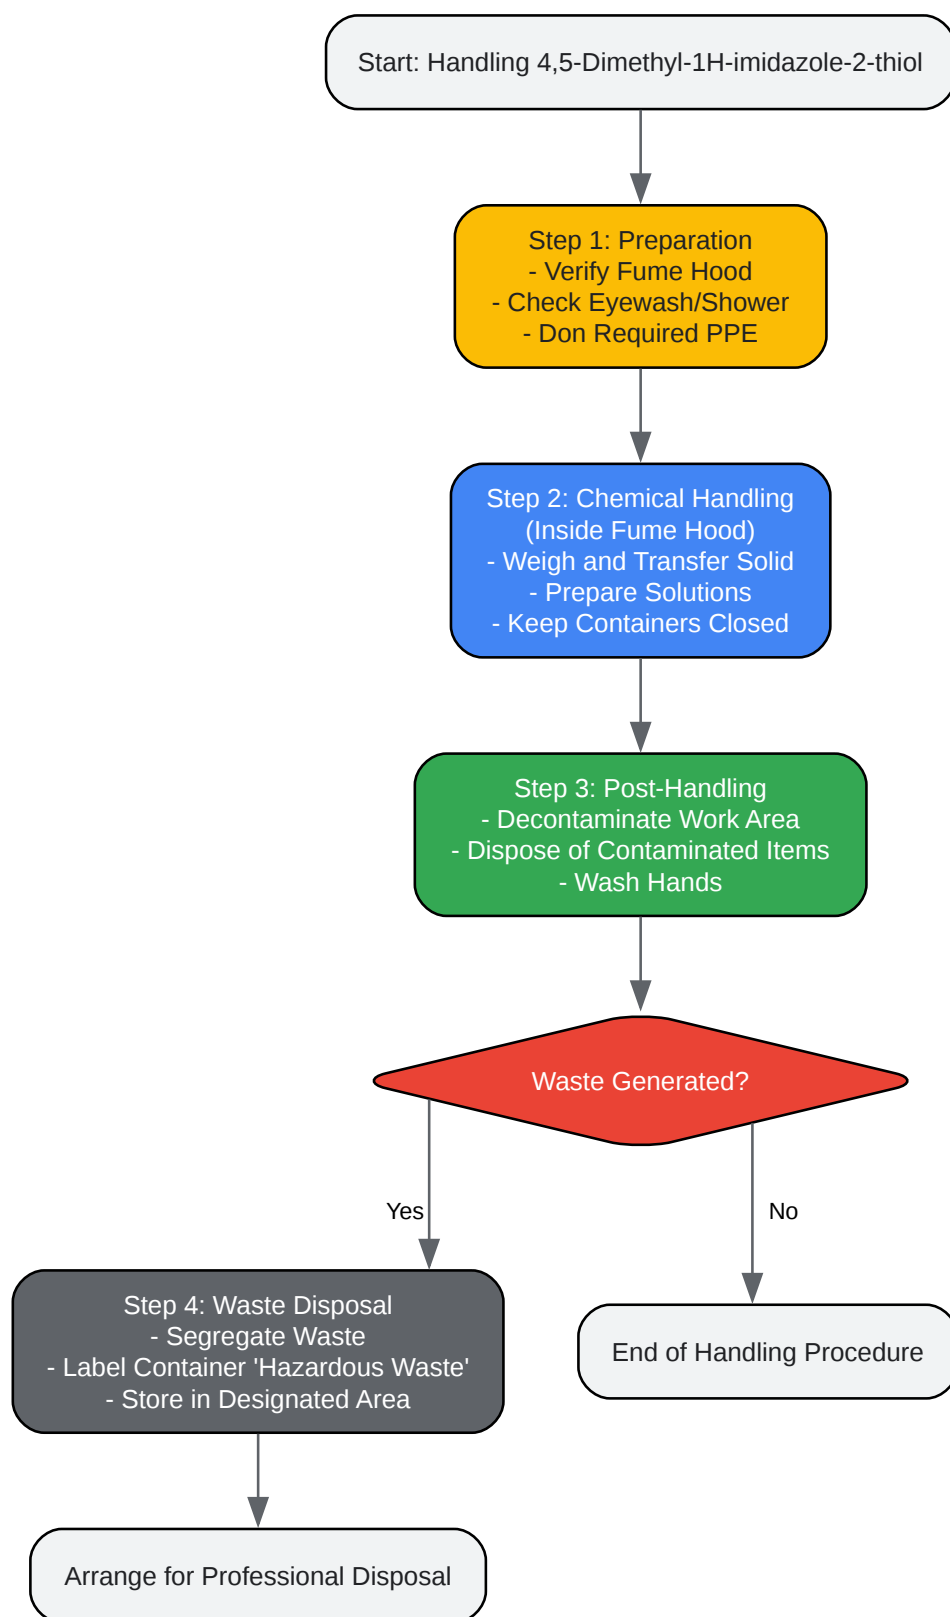 Start: Handling 4,5-Dimethyl-1H-imidazole-2-thiol
Step 1: Preparation
- Verify Fume Hood
- Check Eyewash/Shower
- Don Required PPE
Step 2: Chemical Handling
(Inside Fume Hood)
- Weigh and Transfer Solid
- Prepare Solutions
- Keep Containers Closed
Step 3: Post-Handling
- Decontaminate Work Area
- Dispose of Contaminated Items
- Wash Hands
Waste Generated?
Yes
No
Step 4: Waste Disposal
- Segregate Waste
- Label Container 'Hazardous Waste'
- Store in Designated Area
End of Handling Procedure
Arrange for Professional Disposal